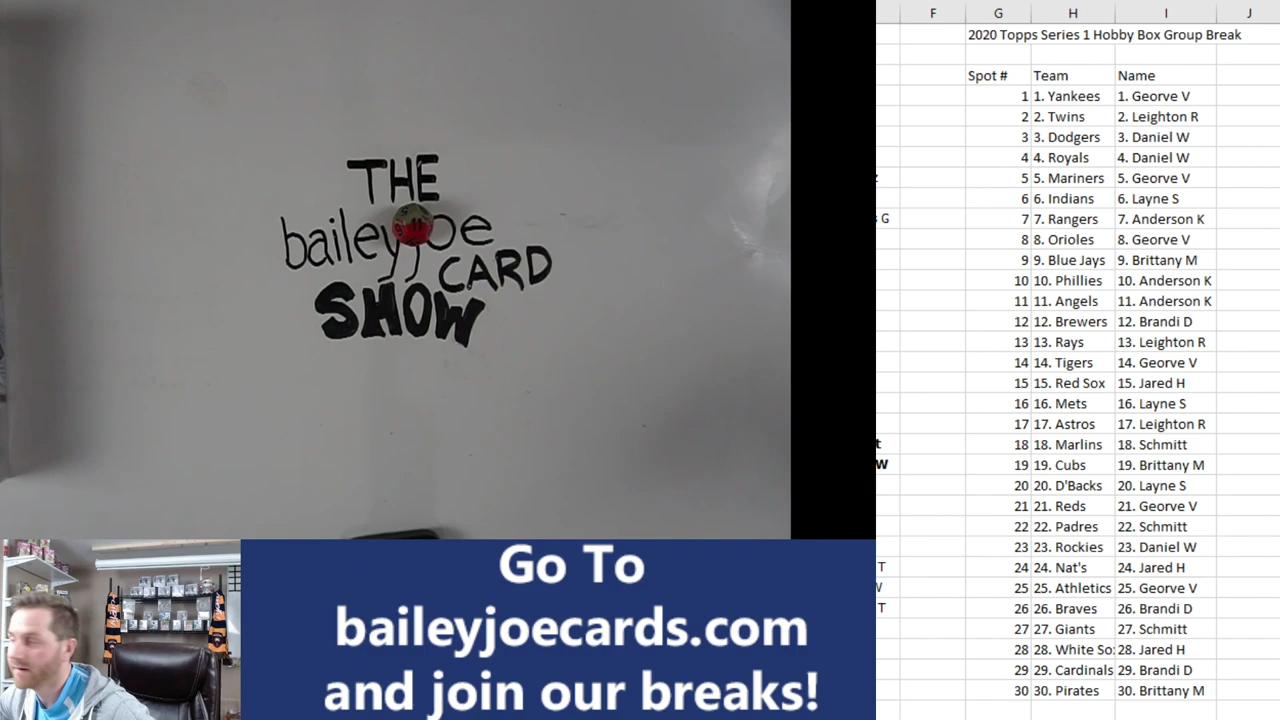 THE
baileyjoe
CARD
SHOW
11
Go To
baileyjoecards.com
and join our breaks!
F G H I J
2020 Topps Series 1 Hobby Box Group Break
Spot # Team Name
1 1. Yankees 1. Georve V
2 2. Twins 2. Leighton R
3 3. Dodgers 3. Daniel W
4 4. Royals 4. Daniel W
5 5. Mariners 5. Georve V
6 6. Indians 6. Layne S
G 7 7. Rangers 7. Anderson K
8 8. Orioles 8. Georve V
9 9. Blue Jays 9. Brittany M
10 10. Phillies 10. Anderson K
11 11. Angels 11. Anderson K
12 12. Brewers 12. Brandi D
13 13. Rays 13. Leighton R
14 14. Tigers 14. Georve V
15 15. Red Sox 15. Jared H
16 16. Mets 16. Layne S
17 17. Astros 17. Leighton R
t 18 18. Marlins 18. Schmitt
W 19 19. Cubs 19. Brittany M
20 20. D'Backs 20. Layne S
21 21. Reds 21. Georve V
22 22. Padres 22. Schmitt
23 23. Rockies 23. Daniel W
T 24 24. Nat's 24. Jared H
25 25. Athletics 25. Georve V
T 26 26. Braves 26. Brandi D
27 27. Giants 27. Schmitt
28 28. White So 28. Jared H
29 29. Cardinals 29. Brandi D
30 30. Pirates 30. Brittany M